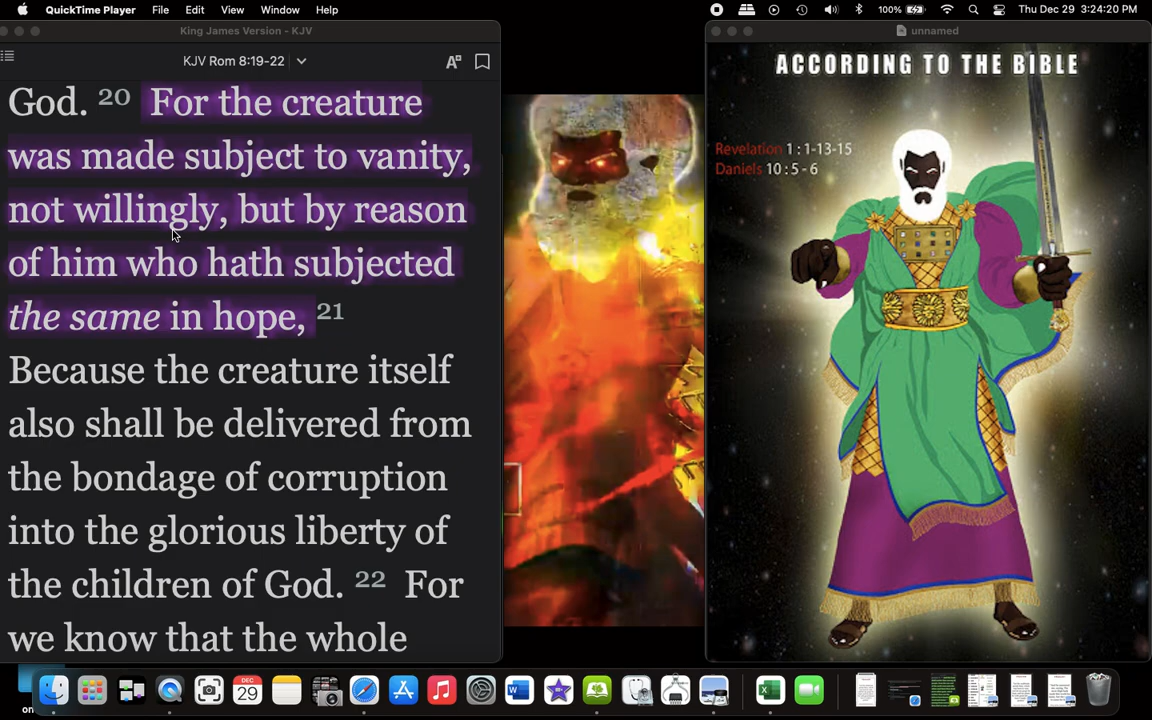 QuickTime Player File Edit View Window Help
100% Thu Dec 29 3:24:20 PM
King James Version - KJV
KJV Rom 8:19-22
God. 20 For the creature
was made subject to vanity,
not willingly, but by reason
of him who hath subjected
the same in hope, 21
Because the creature itself
also shall be delivered from
the bondage of corruption
into the glorious liberty of
the children of God. 22 For
we know that the whole
unnamed
ACCORDING TO THE BIBLE
Revelation 1:1-13-15
Daniels 10:5-6
DEC
29